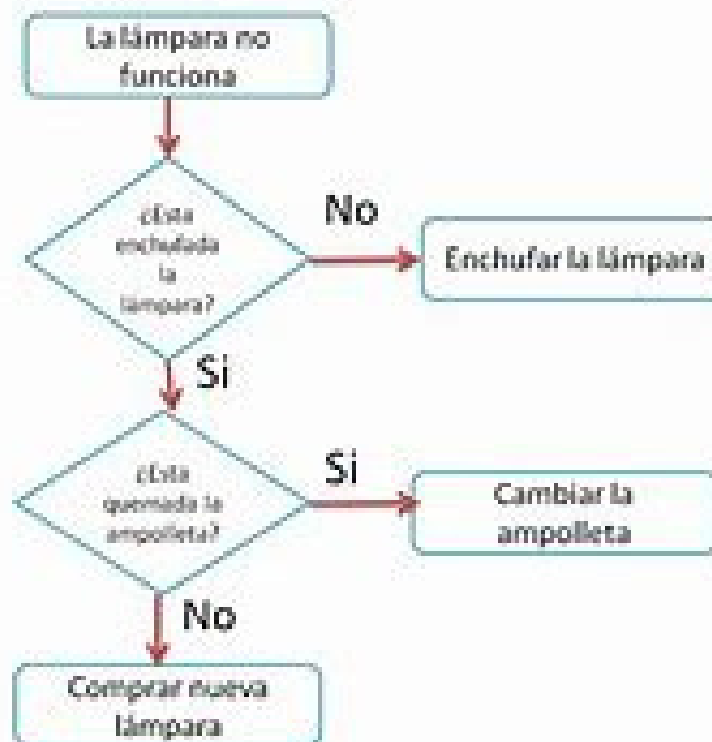 La lámpara no
funciona
¿Esta
enchufada
la
lámpara?
No
Enchufar la lámpara
Si
¿Esta
quemada la
ampolleta?
Si
Cambiar la
ampolleta
No
Comprar nueva
lámpara